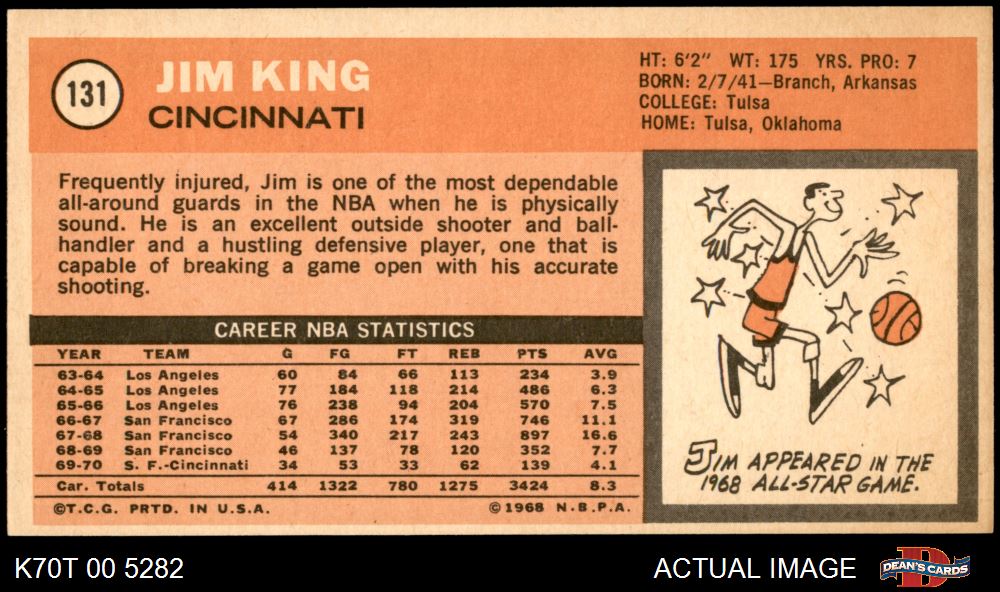 131
JIM KING
CINCINNATI
HT: 6'2" WT: 175 YRS. PRO: 7
BORN: 2/7/41—Branch, Arkansas
COLLEGE: Tulsa
HOME: Tulsa, Oklahoma
Frequently injured, Jim is one of the most dependable
all-around guards in the NBA when he is physically
sound. He is an excellent outside shooter and ball-
handler and a hustling defensive player, one that is
capable of breaking a game open with his accurate
shooting.
CAREER NBA STATISTICS
YEAR TEAM G FG FT REB PTS AVG
63-64 Los Angeles 60 84 66 113 234 3.9
64-65 Los Angeles 77 184 118 214 486 6.3
65-66 Los Angeles 76 238 94 204 570 7.5
66-67 San Francisco 67 286 174 319 746 11.1
67-68 San Francisco 54 340 217 243 897 16.6
68-69 San Francisco 46 137 78 120 352 7.7
69-70 S. F.-Cincinnati 34 53 33 62 139 4.1
Car. Totals 414 1322 780 1275 3424 8.3
©T.C.G. PRTD. IN U.S.A. ©1968 N.B.P.A.
JIM APPEARED IN THE
1968 ALL-STAR GAME.
K70T 00 5282
ACTUAL IMAGE
D
DEAN'S CARDS